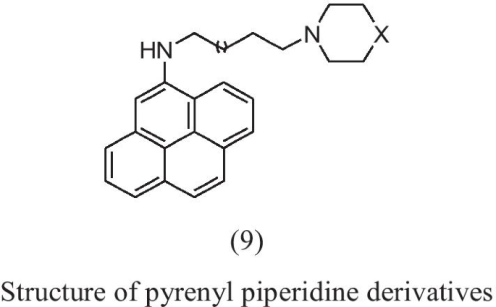 HN
N
X
(9)
Structure of pyrenyl piperidine derivatives